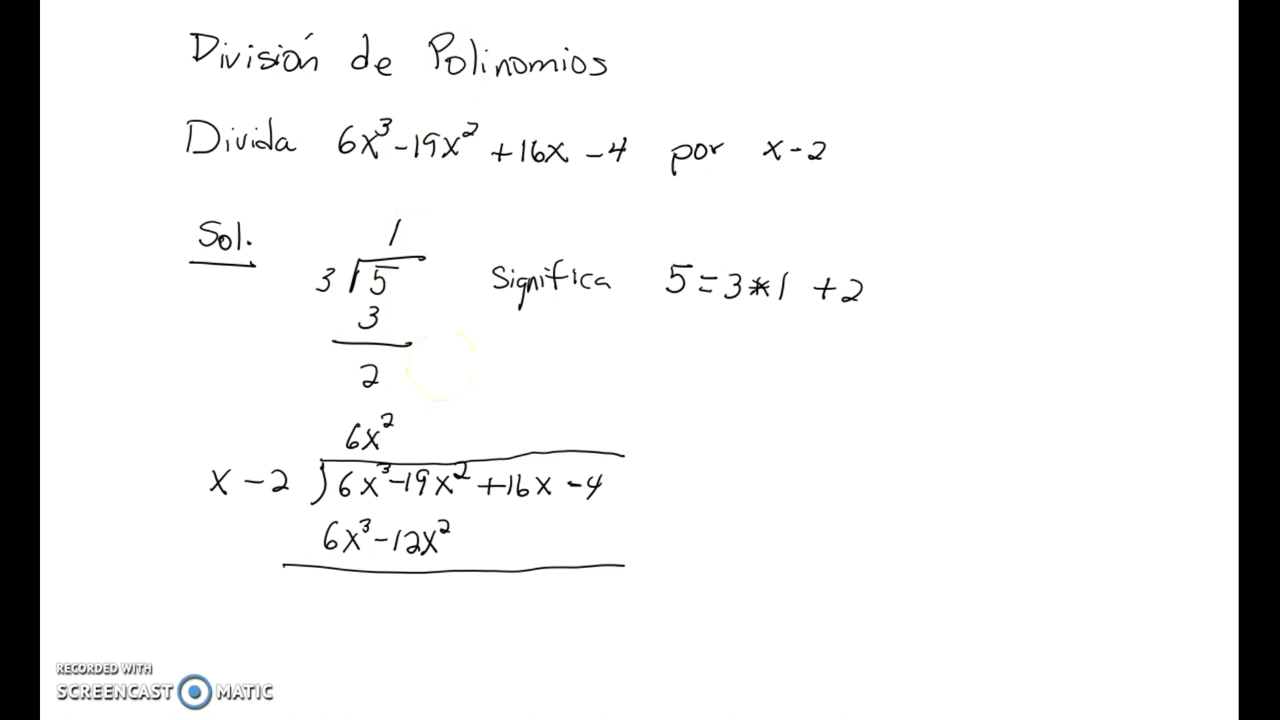 División de Polinomios
Divida 6x³ -19x² +16x -4 por x-2
Sol.
1
3 √5 Significa 5=3*1 +2
3
2
6x²
x -2 ) 6x³-19x² +16x -4
6x³ -12x²
RECORDED WITH
SCREENCAST MATIC